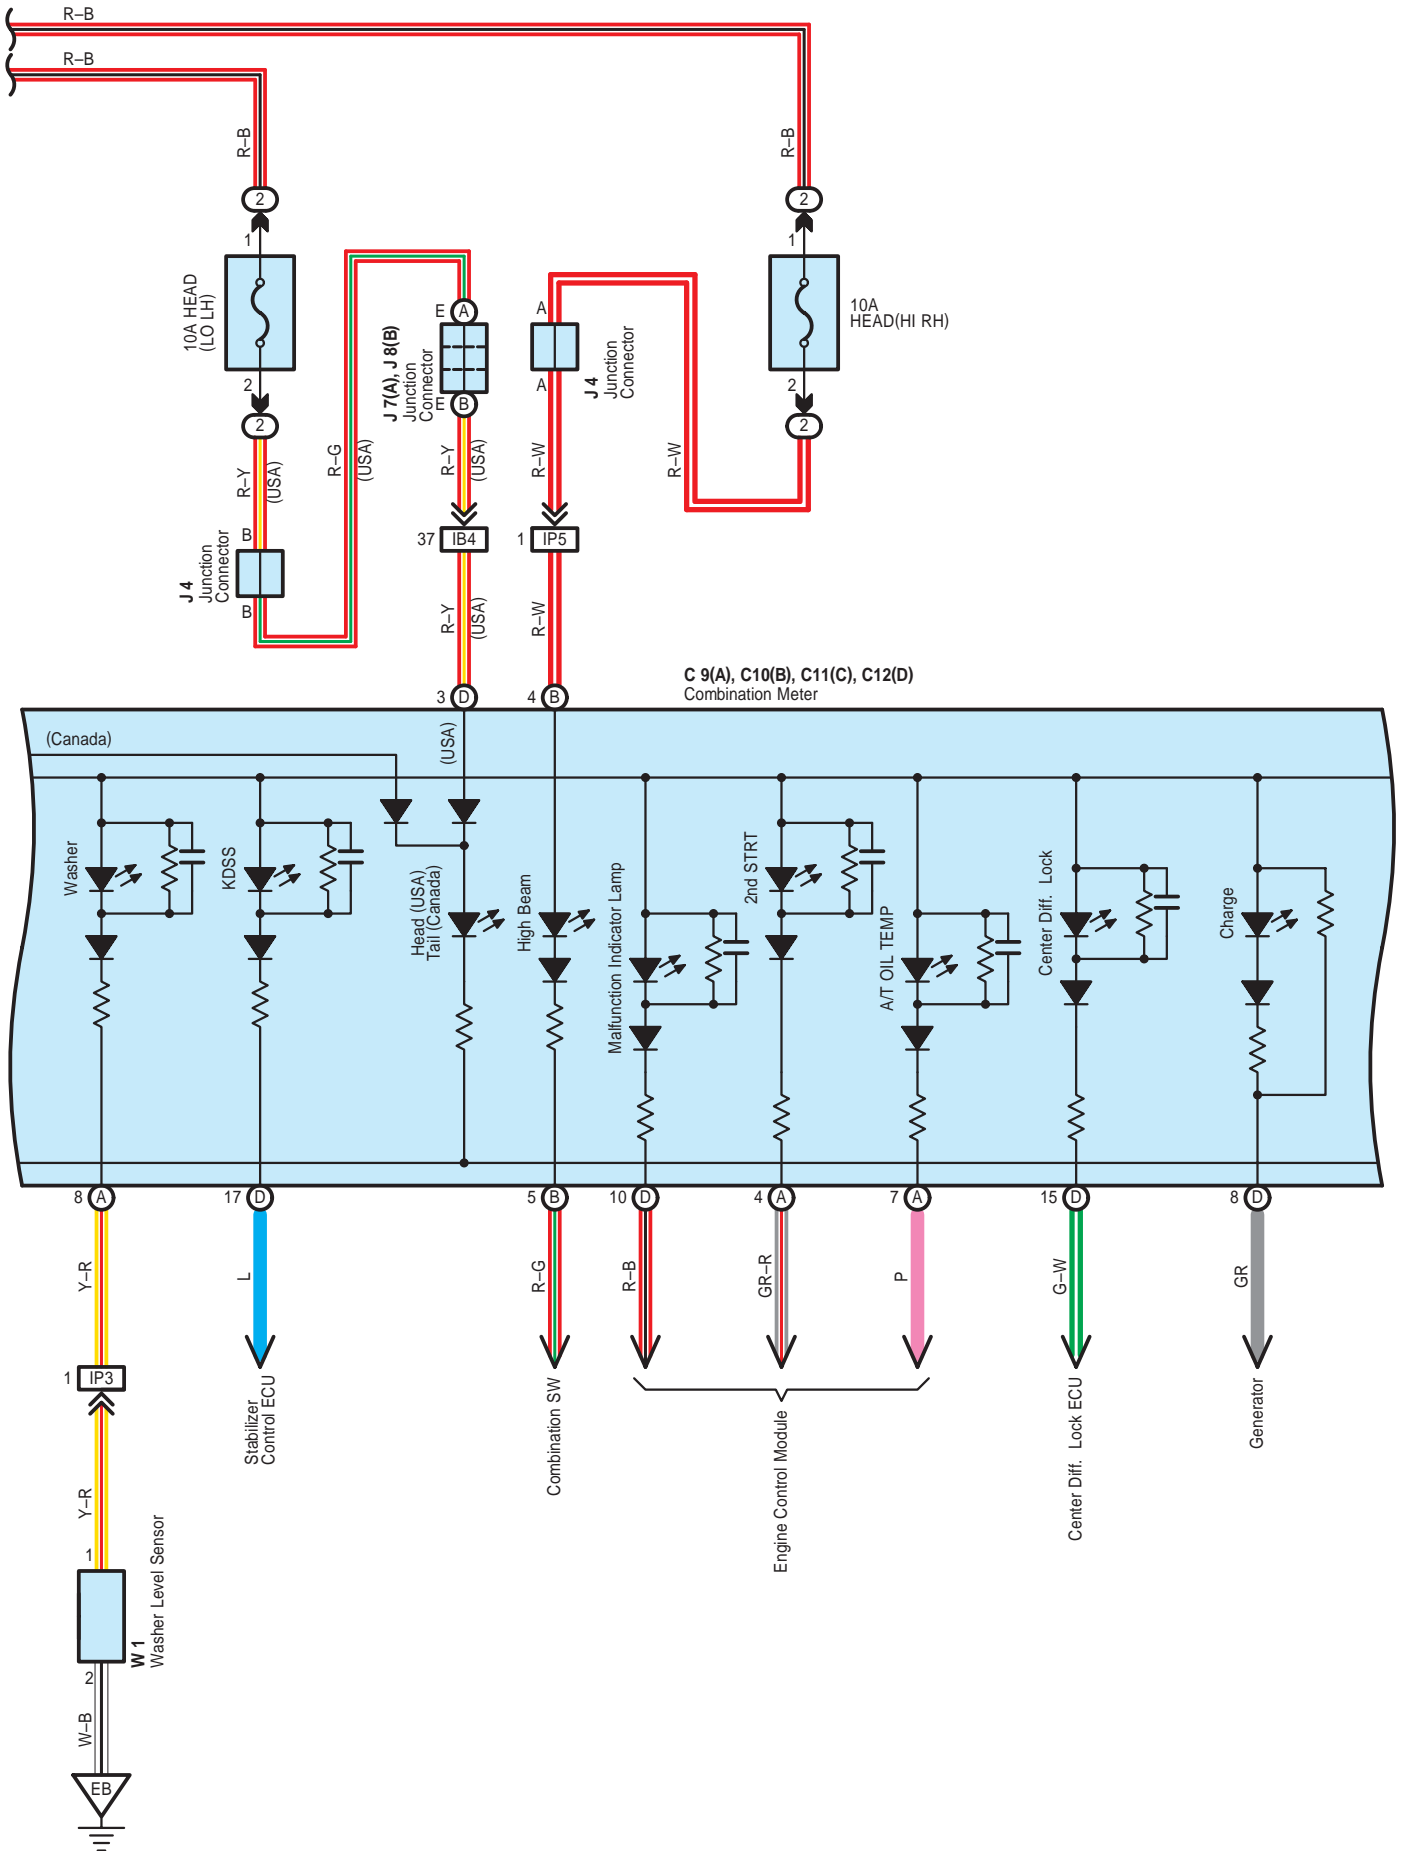 R–B
R–B
R–B
R–B
2
2
1
1
10A HEAD
(LO LH)
10A
HEAD(HI RH)
2
2
2
2
E
A
J 7(A), J 8(B)
Junction
Connector
E
B
A
A
J 4
Junction
Connector
R–Y
(USA)
R–G
(USA)
R–Y
(USA)
R–W
R–W
B
B
J 4
Junction
Connector
37
IB4
1
IP5
R–Y
(USA)
R–W
C 9(A), C10(B), C11(C), C12(D)
Combination Meter
3
D
4
B
(Canada)
(USA)
Washer
KDSS
Head (USA)
Tail (Canada)
High Beam
Malfunction Indicator Lamp
2nd STRT
A/T OIL TEMP
Center Diff. Lock
Charge
8
A
17
D
5
B
10
D
4
A
7
A
15
D
8
D
Y–R
L
R–G
R–B
GR–R
P
G–W
GR
1
IP3
Stabilizer
Control ECU
Combination SW
Engine Control Module
Center Diff. Lock ECU
Generator
Y–R
1
W 1
Washer Level Sensor
2
W–B
EB